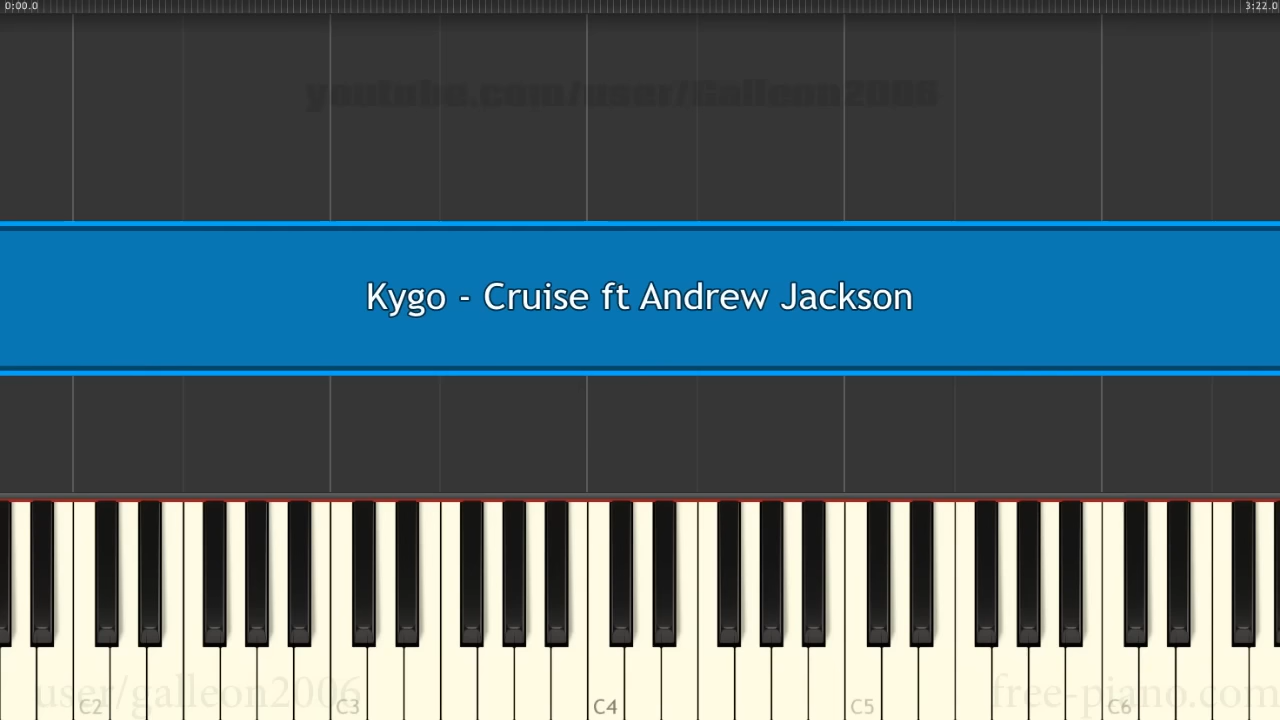 0:00.0
3:22.0
youtube.com/user/Galleon2006
Kygo - Cruise ft Andrew Jackson
user/galleon2006
free-piano.com
C2
C3
C4
C5
C6